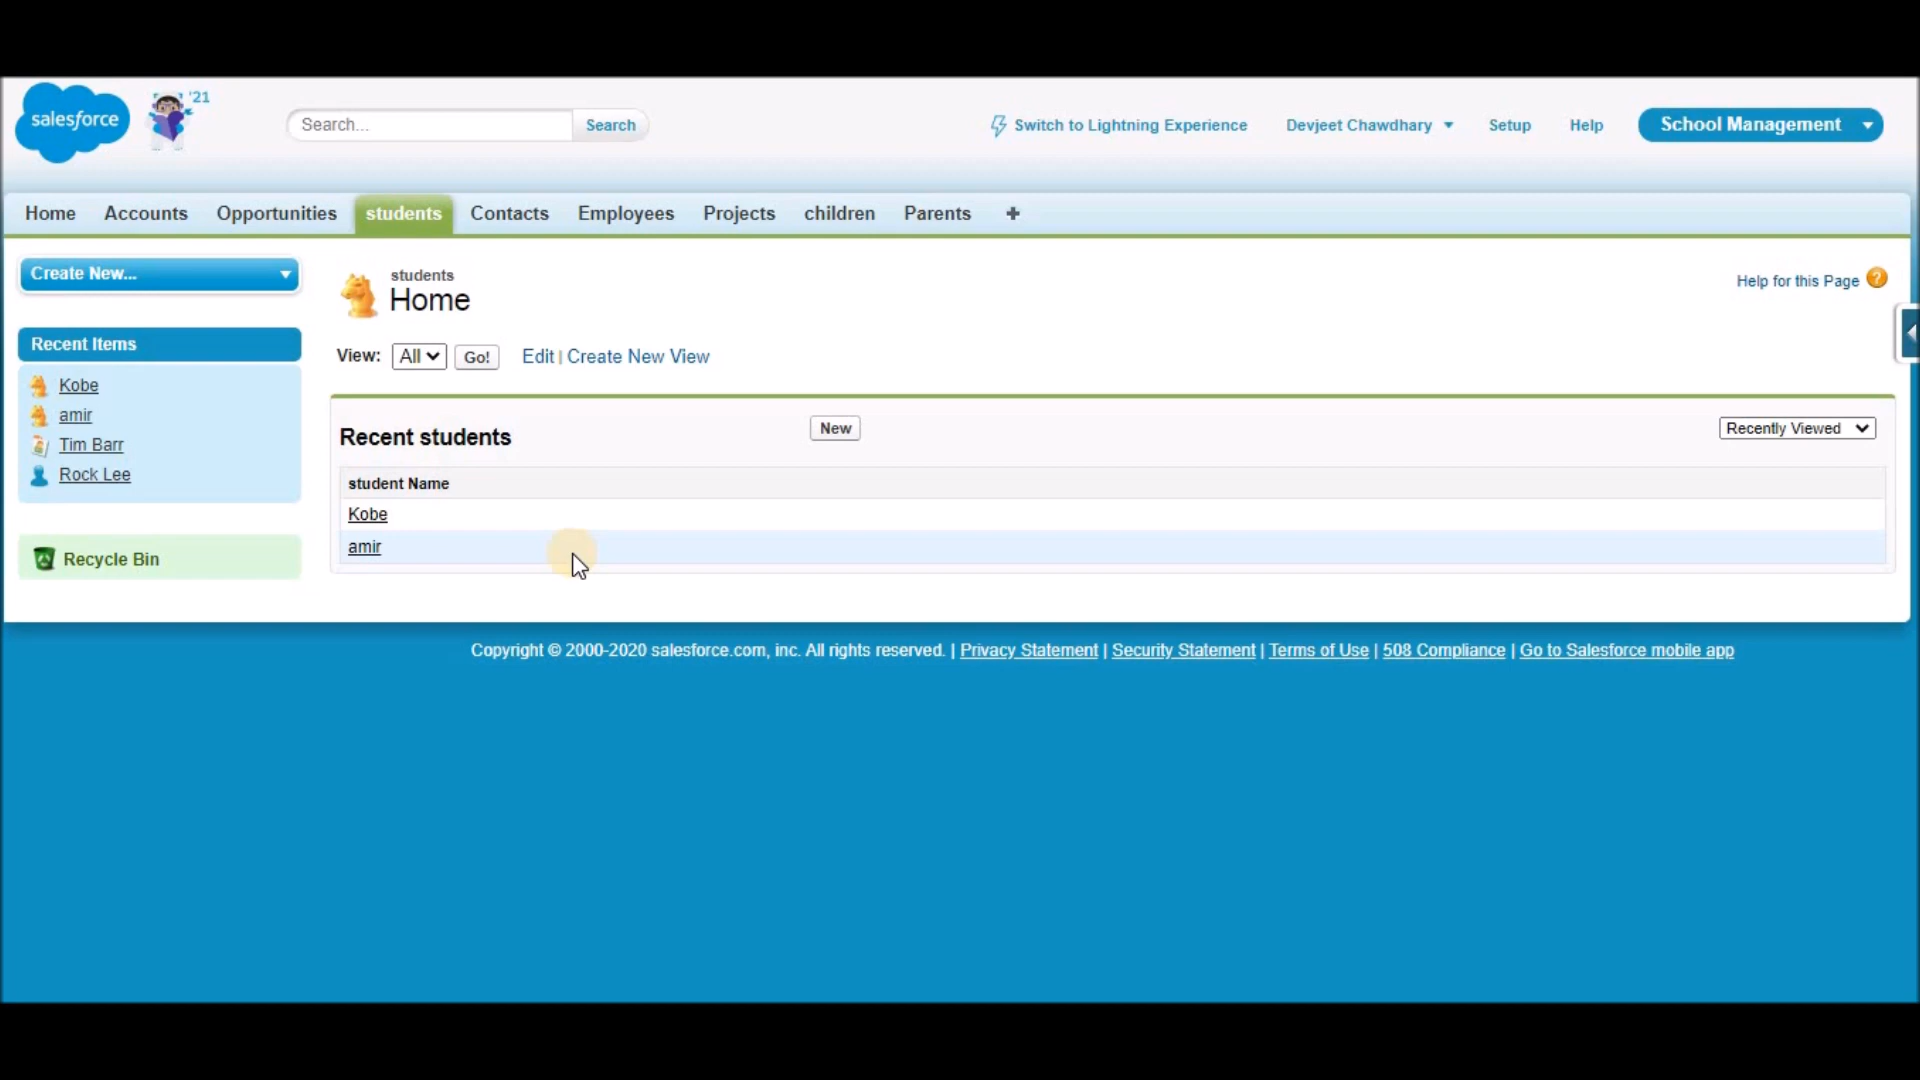 salesforce
'21
Search...
Search
Switch to Lightning Experience
Devjeet Chawdhary
Setup
Help
School Management
Home
Accounts
Opportunities
students
Contacts
Employees
Projects
children
Parents
+
Create New...
Recent Items
Kobe
amir
Tim Barr
Rock Lee
Recycle Bin
students
Home
Help for this Page ?
View: All Go! Edit | Create New View
Recent students
New
Recently Viewed
student Name
Kobe
amir
Copyright © 2000-2020 salesforce.com, inc. All rights reserved. | Privacy Statement | Security Statement | Terms of Use | 508 Compliance | Go to Salesforce mobile app